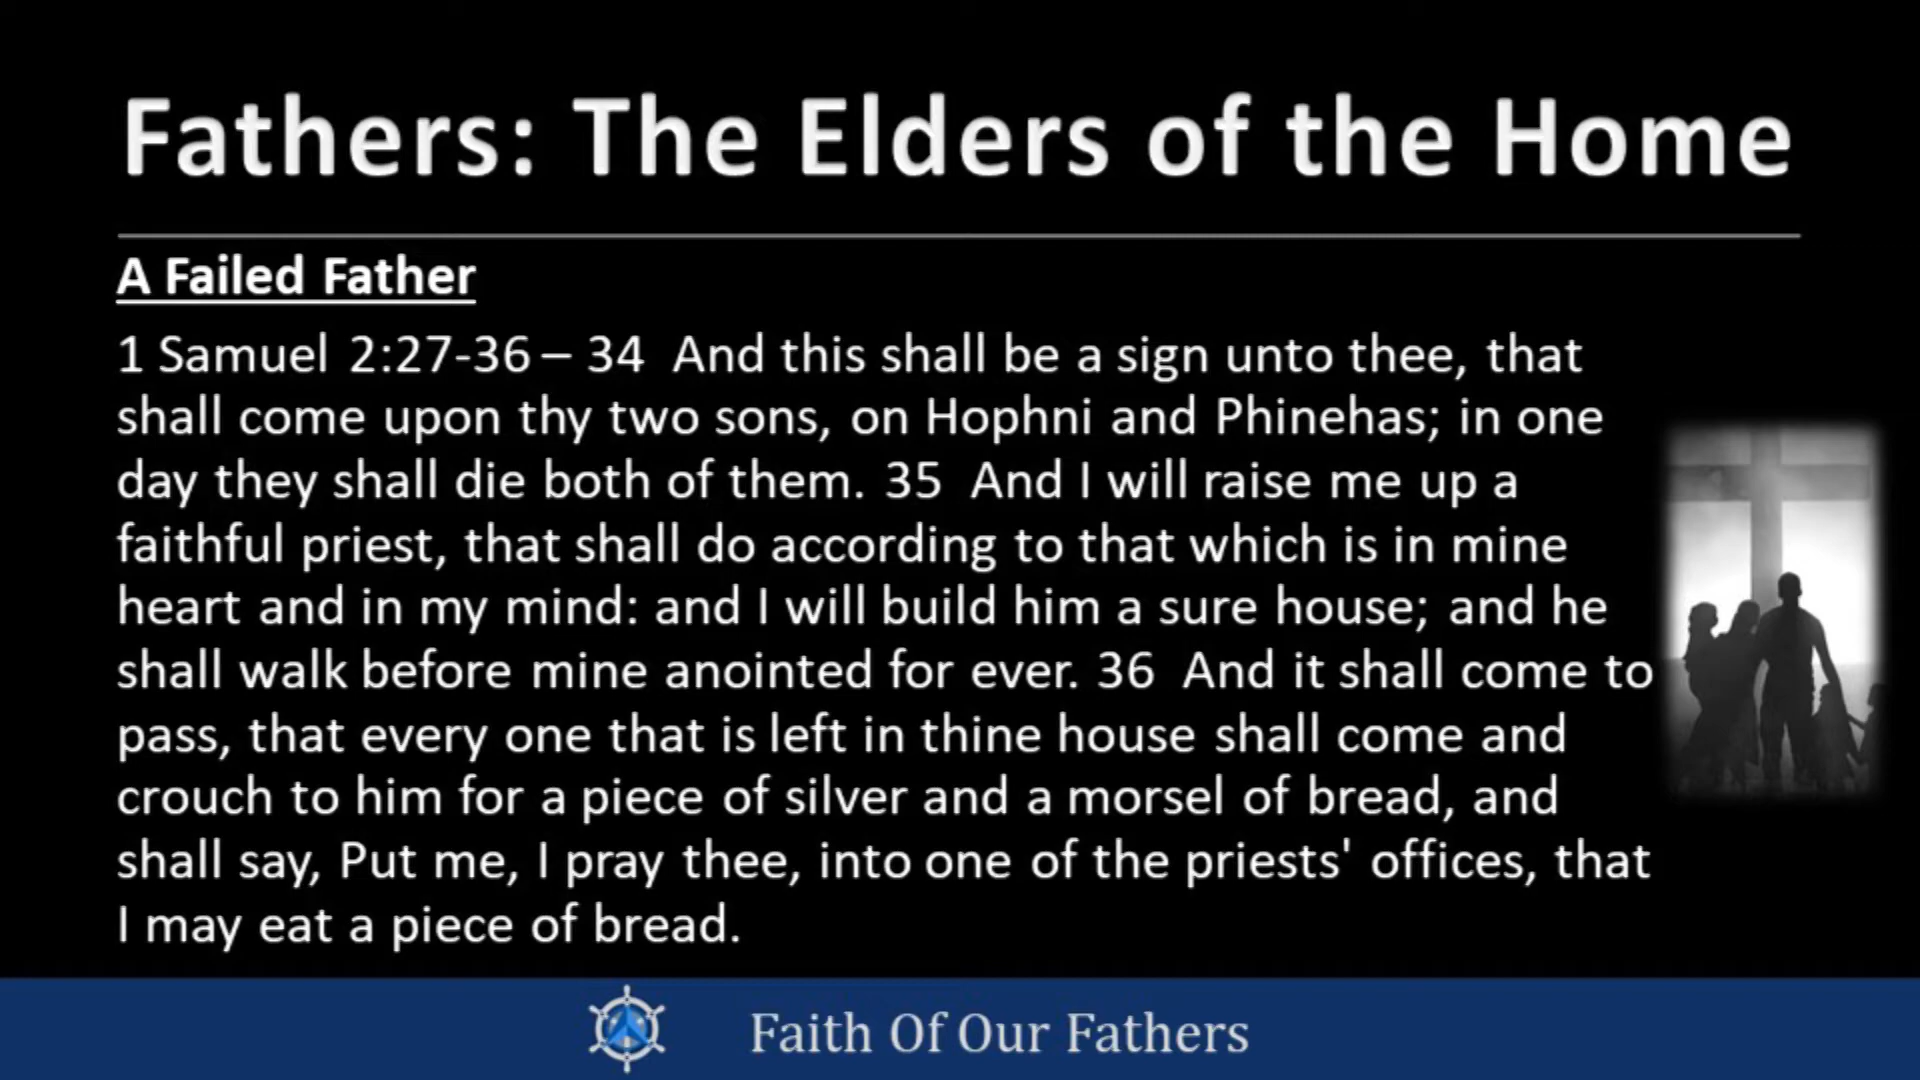 Fathers: The Elders of the Home
A Failed Father
1 Samuel 2:27-36 – 34 And this shall be a sign unto thee, that
shall come upon thy two sons, on Hophni and Phinehas; in one
day they shall die both of them. 35 And I will raise me up a
faithful priest, that shall do according to that which is in mine
heart and in my mind: and I will build him a sure house; and he
shall walk before mine anointed for ever. 36 And it shall come to
pass, that every one that is left in thine house shall come and
crouch to him for a piece of silver and a morsel of bread, and
shall say, Put me, I pray thee, into one of the priests' offices, that
I may eat a piece of bread.
Faith Of Our Fathers